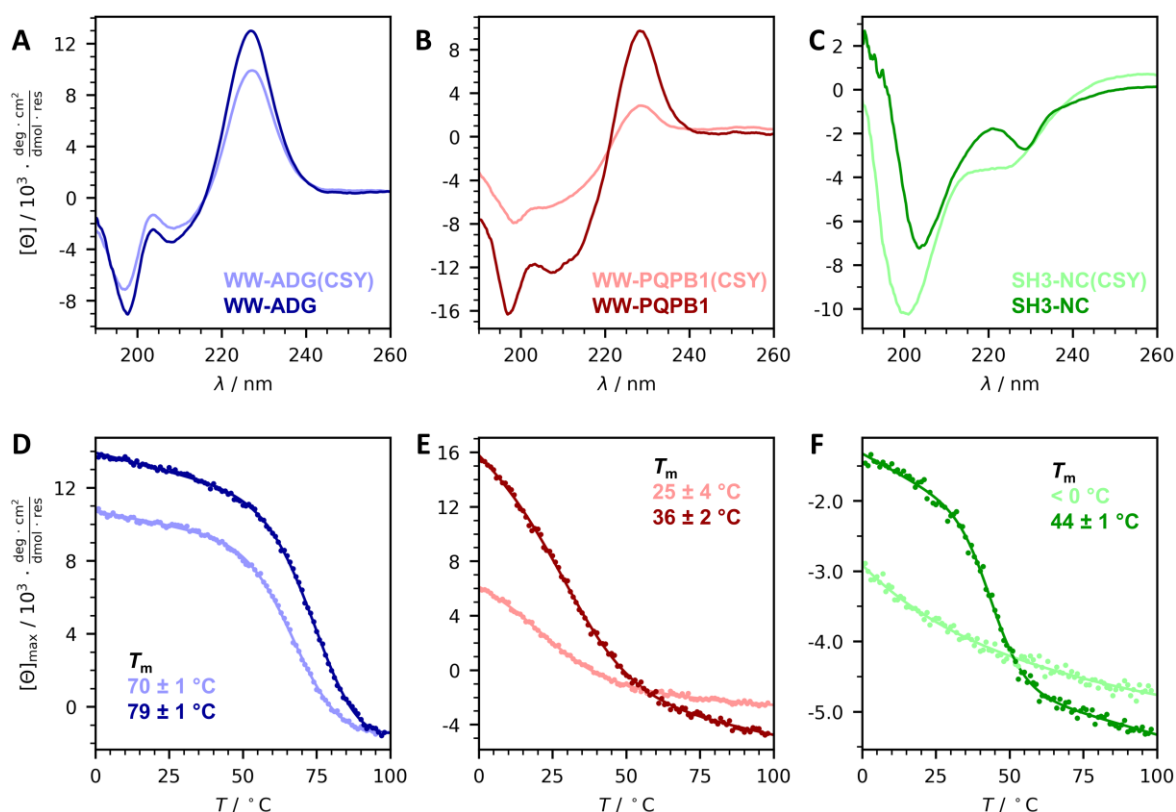 A
B
C
[Θ] / 10³ deg · cm² / dmol · res
12
8
4
0
-4
-8
WW-ADG(CSY)
WW-ADG
200 220 240 260
λ / nm
8
4
0
-4
-8
-12
-16
WW-PQPB1(CSY)
WW-PQPB1
200 220 240 260
λ / nm
2
0
-2
-4
-6
-8
-10
SH3-NC(CSY)
SH3-NC
200 220 240 260
λ / nm
D
E
F
[Θ]max / 10³ · deg · cm² / dmol · res
12
8
4
0
Tm
70 ± 1 °C
79 ± 1 °C
0 25 50 75 100
T / °C
16
12
8
4
0
-4
Tm
25 ± 4 °C
36 ± 2 °C
0 25 50 75 100
T / °C
-2.0
-3.0
-4.0
-5.0
Tm
< 0 °C
44 ± 1 °C
0 25 50 75 100
T / °C